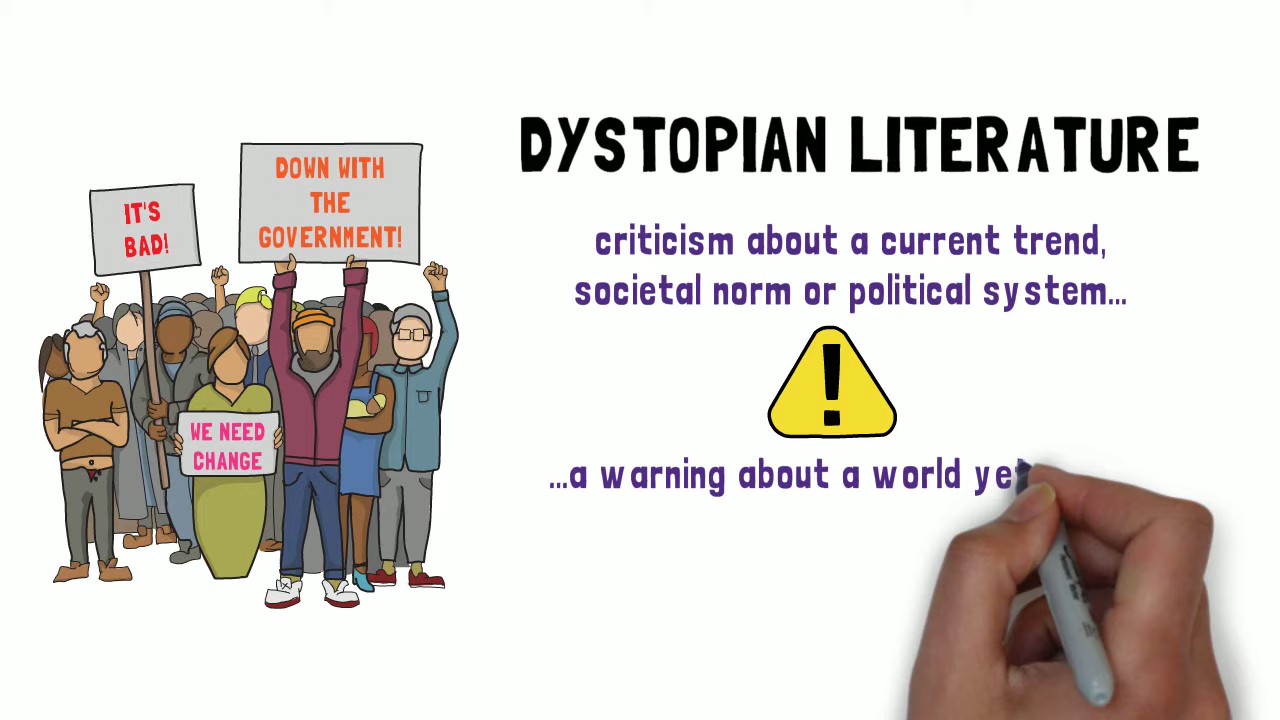 DYSTOPIAN LITERATURE
criticism about a current trend,
societal norm or political system...
...a warning about a world
IT'S
BAD!
DOWN WITH
THE
GOVERNMENT!
WE NEED
CHANGE